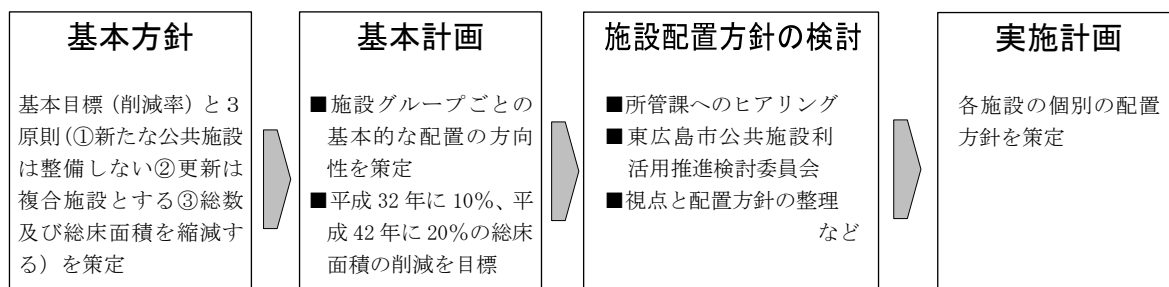 基本方針
基本目標(削減率)と3
原則(①新たな公共施設
は整備しない②更新は
複合施設とする③総数
及び総床面積を縮減す
る)を策定
基本計画
■施設グループごとの
基本的な配置の方向
性を策定
■平成32年に10%、平
成42年に20%の総床
面積の削減を目標
施設配置方針の検討
■所管課へのヒアリング
■東広島市公共施設利
活用推進検討委員会
■視点と配置方針の整理
など
実施計画
各施設の個別の配置
方針を策定